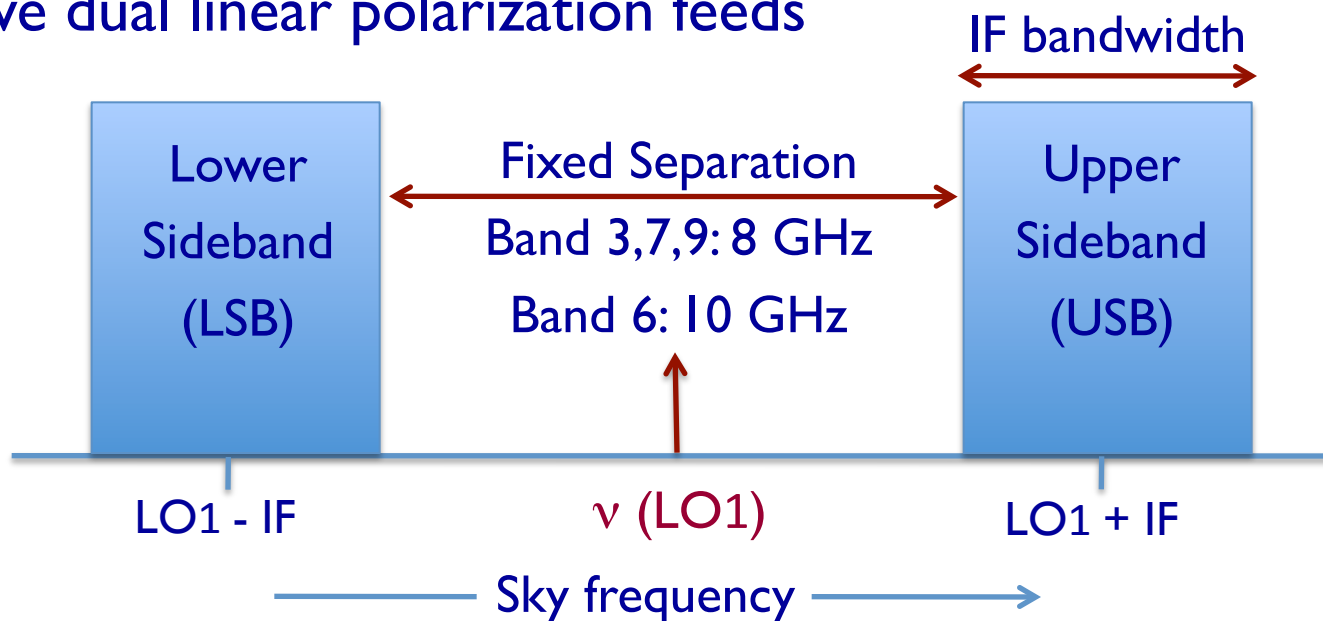 ve dual linear polarization feeds
IF bandwidth
Lower
Sideband
(LSB)
Fixed Separation
Band 3,7,9: 8 GHz
Band 6: 10 GHz
Upper
Sideband
(USB)
LO1 - IF
ν (LO1)
LO1 + IF
Sky frequency